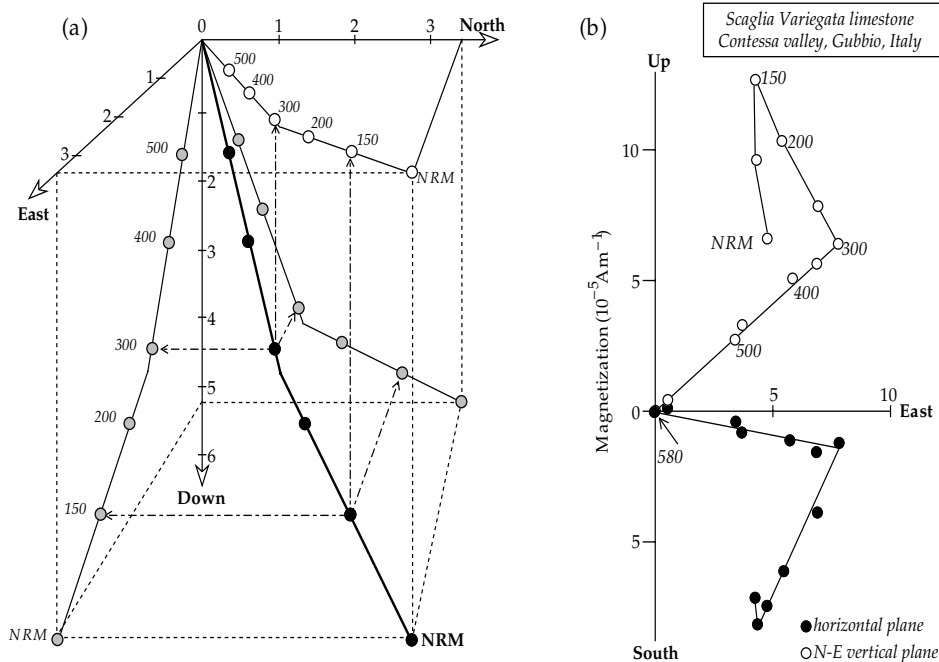 (a)
0
1
2
3
North
500
400
300
200
150
NRM
1
2
3
East
500
400
300
200
150
NRM
2
3
4
5
6
Down
NRM
(b)
Scaglia Variegata limestone
Contessa valley, Gubbio, Italy
Up
150
200
10
NRM
300
400
5
500
Magnetization (10⁻⁵Am⁻¹)
0
5
10
East
580
5
South
horizontal plane
N-E vertical plane